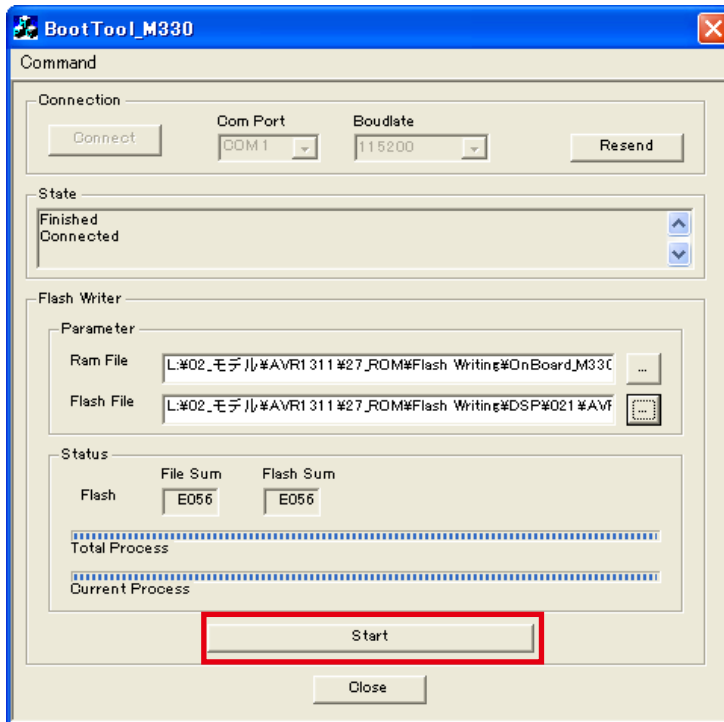 BootTool_M330
Command
Connection
Connect
Com Port
COM1
Boudlate
115200
Resend
State
Finished
Connected
Flash Writer
Parameter
Ram File
L:¥02_モデル¥AVR1311¥27_ROM¥Flash Writing¥OnBoard_M330
...
Flash File
L:¥02_モデル¥AVR1311¥27_ROM¥Flash Writing¥DSP¥021¥AVR
...
Status
File Sum
Flash Sum
Flash
E056
E056
Total Process
Current Process
Start
Close